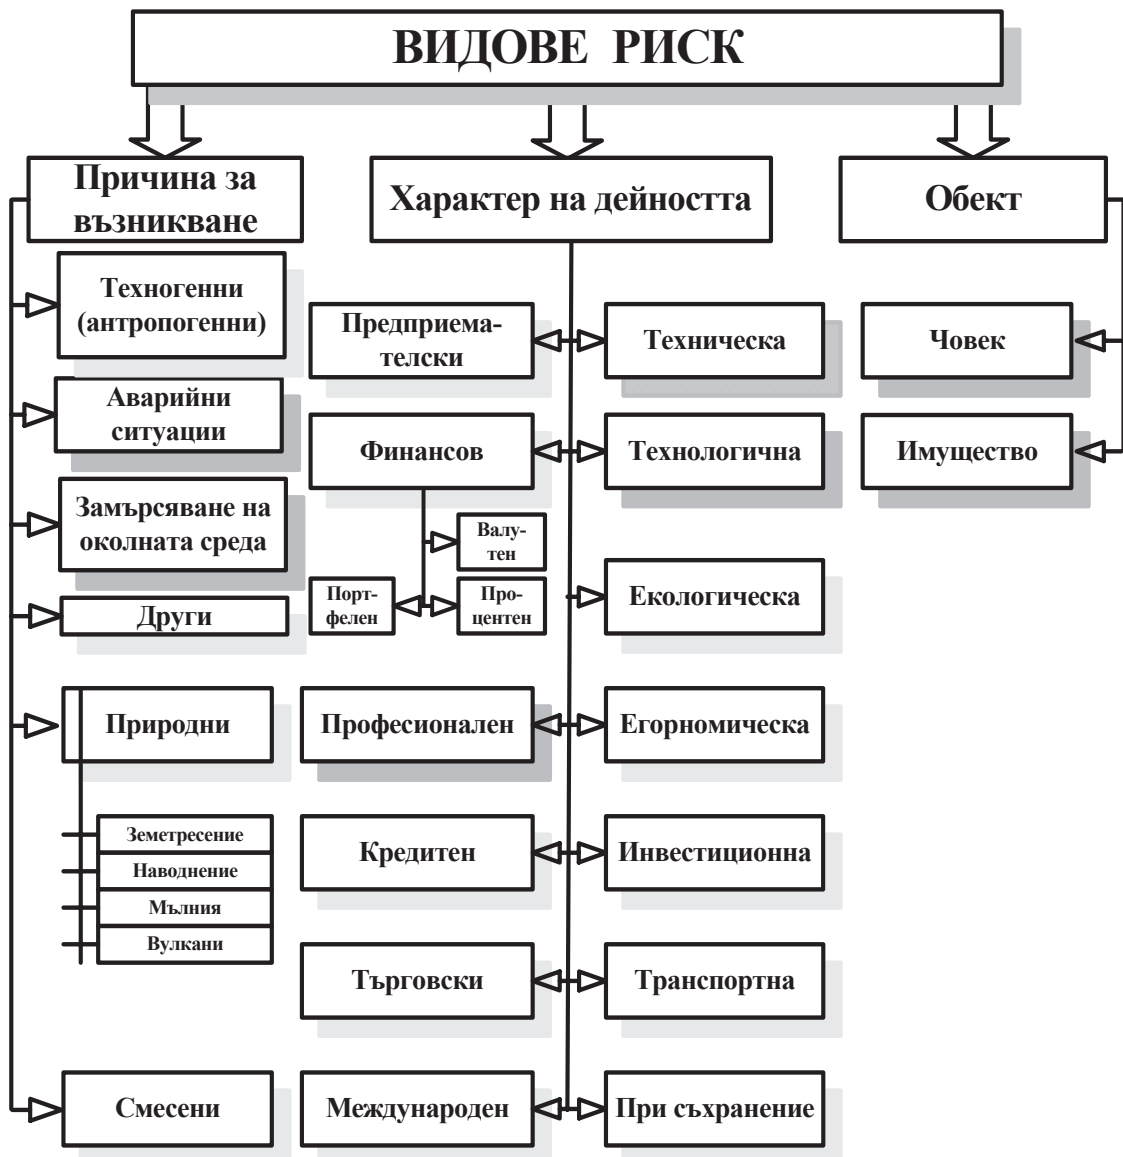 ВИДОВЕ РИСК
Причина за
възникване
Характер на дейността
Обект
Техногенни
(антропогенни)
Аварийни
ситуации
Замърсяване на
околната среда
Други
Природни
Земетресение
Наводнение
Мълния
Вулкани
Смесени
Предприема-
телски
Финансов
Валу-
тен
Порт-
фелен
Про-
центен
Професионален
Кредитен
Търговски
Международен
Техническа
Технологична
Екологическа
Егорномическа
Инвестиционна
Транспортна
При съхранение
Човек
Имущество